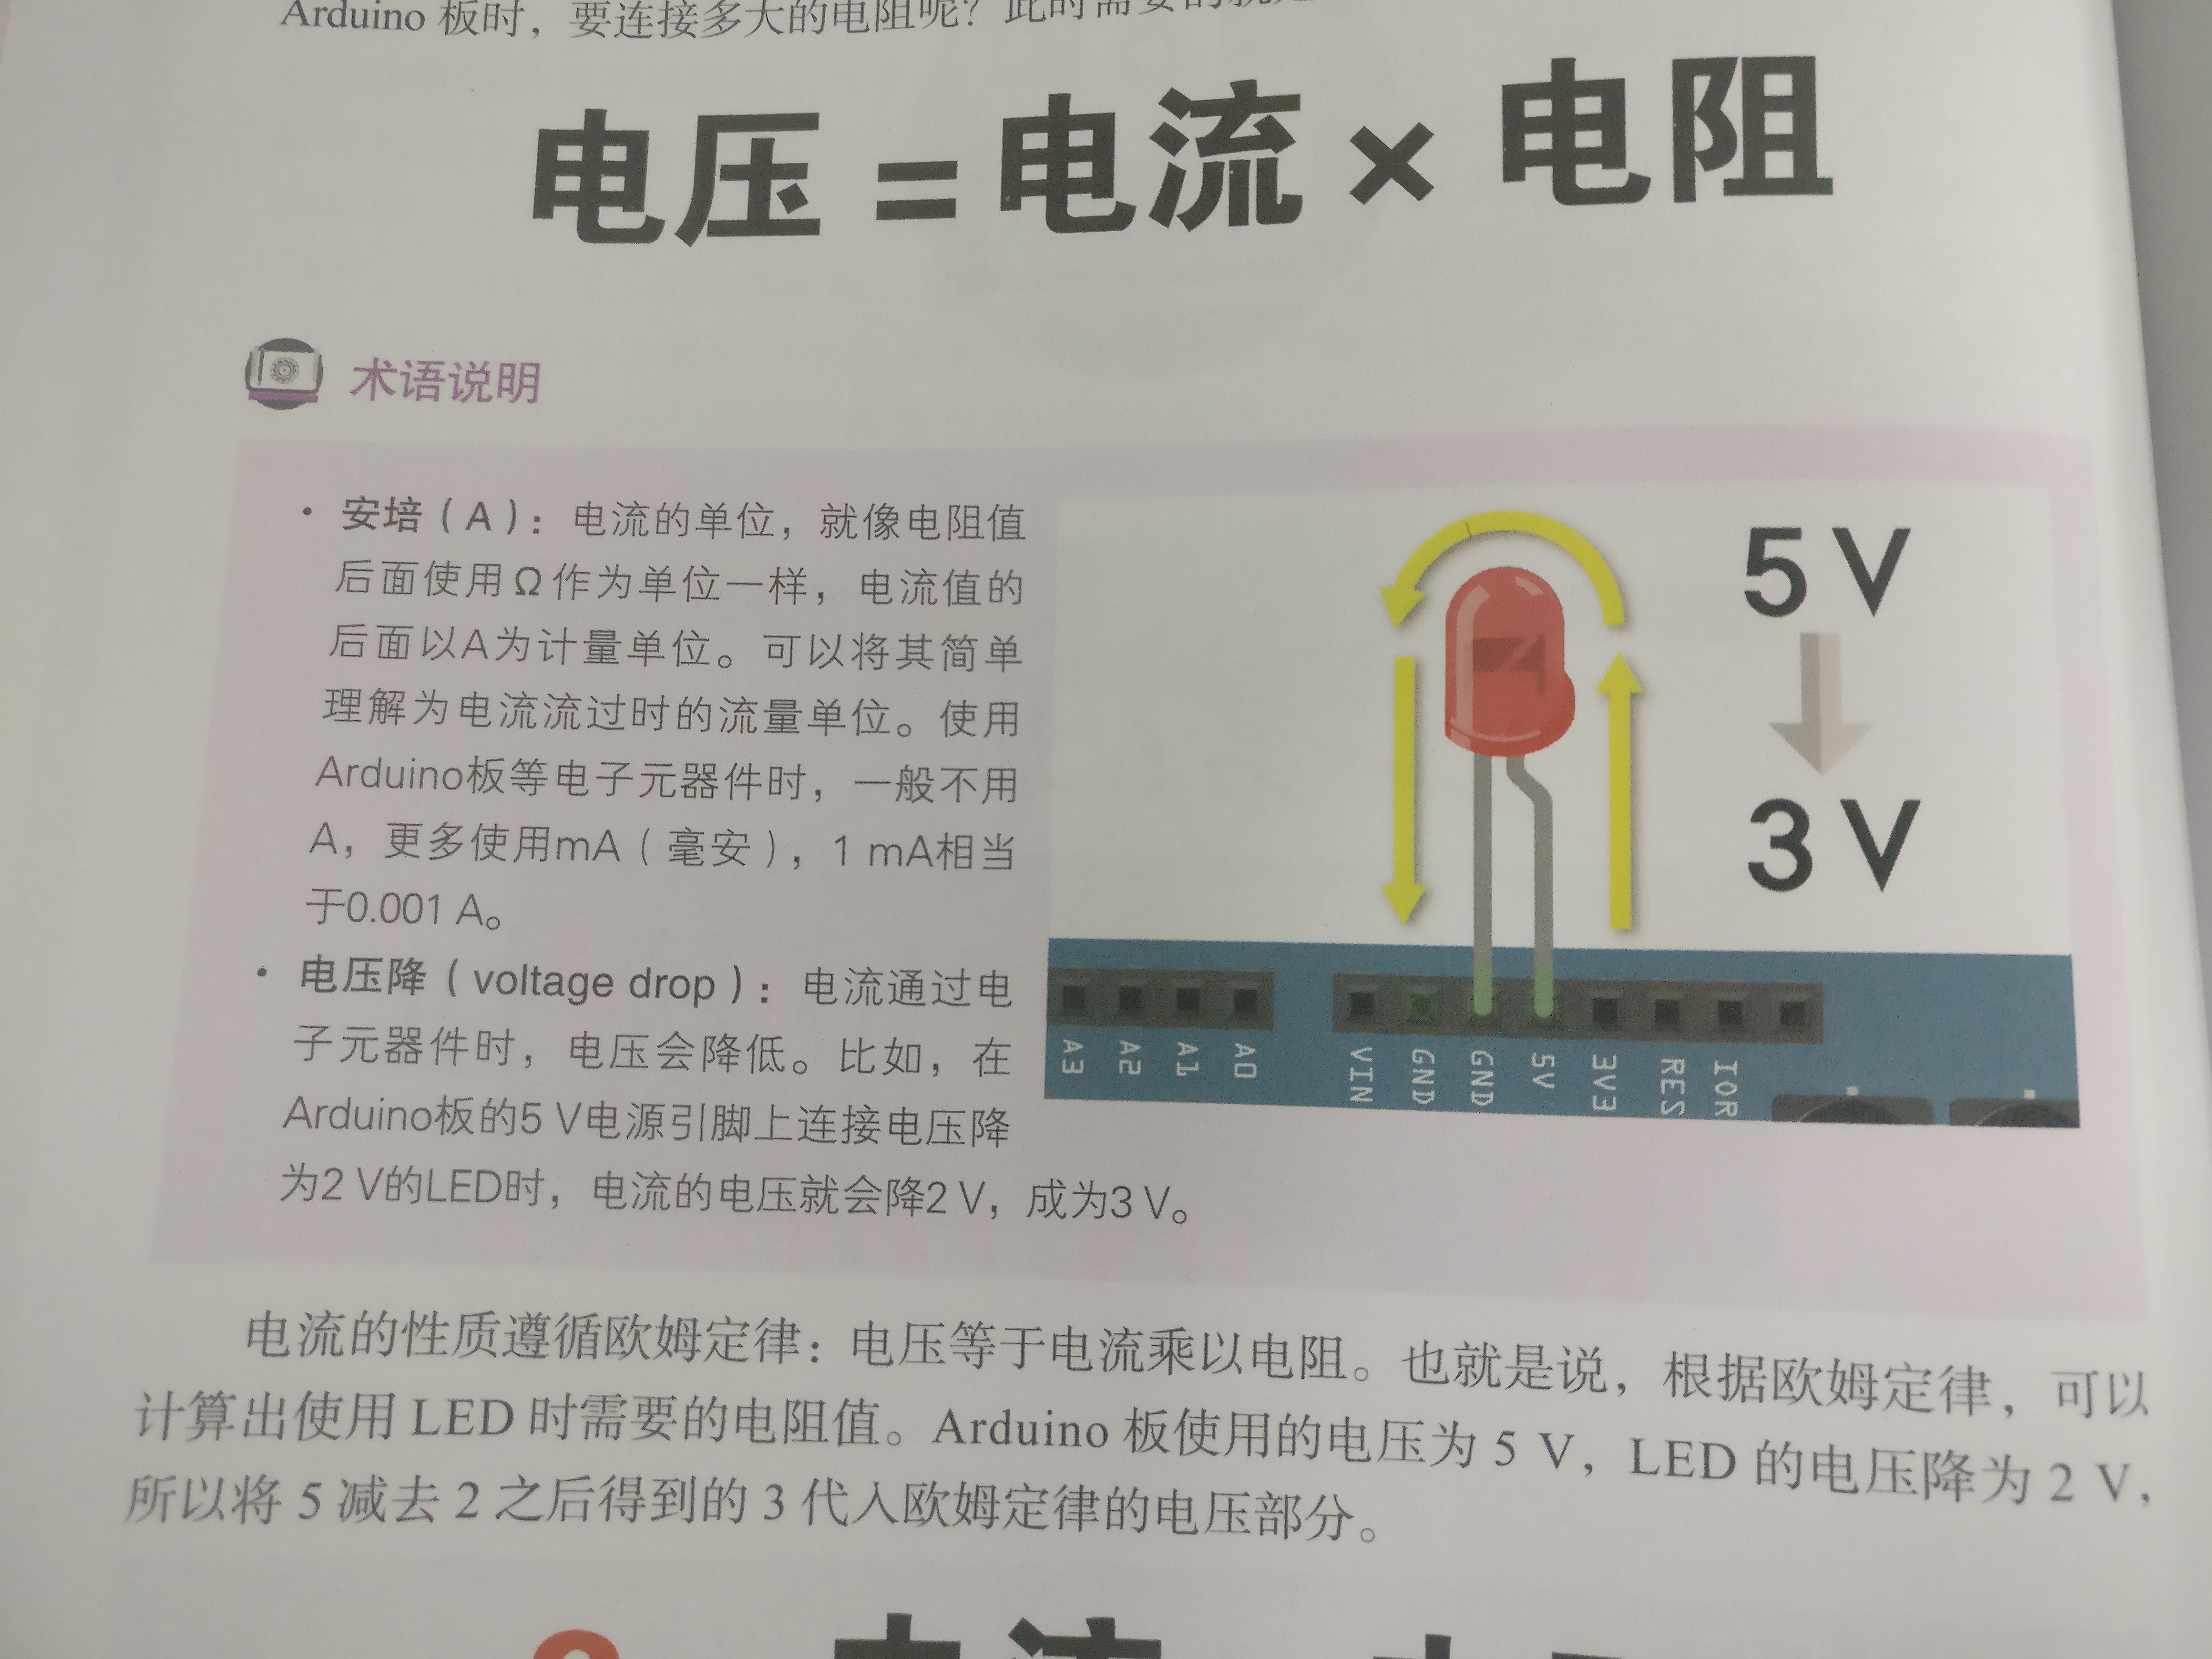 Arduino 板时，要连接多大的电阻呢？此时需要的就是
电压 = 电流 × 电阻
术语说明
· 安培（A）：电流的单位，就像电阻值
后面使用Ω作为单位一样，电流值的
后面以A为计量单位。可以将其简单
理解为电流流过时的流量单位。使用
Arduino板等电子元器件时，一般不用
A，更多使用mA（毫安），1 mA相当
于0.001 A。
· 电压降（voltage drop）：电流通过电
子元器件时，电压会降低。比如，在
Arduino板的5 V电源引脚上连接电压降
为2 V的LED时，电流的电压就会降2 V，成为3 V。
5 V
3 V
A3 A2 A1 A0 VIN GND GND 5V 3V3 RES IOR
电流的性质遵循欧姆定律：电压等于电流乘以电阻。也就是说，根据欧姆定律，可以
计算出使用 LED 时需要的电阻值。Arduino 板使用的电压为 5 V，LED 的电压降为 2 V，
所以将 5 减去 2 之后得到的 3 代入欧姆定律的电压部分。